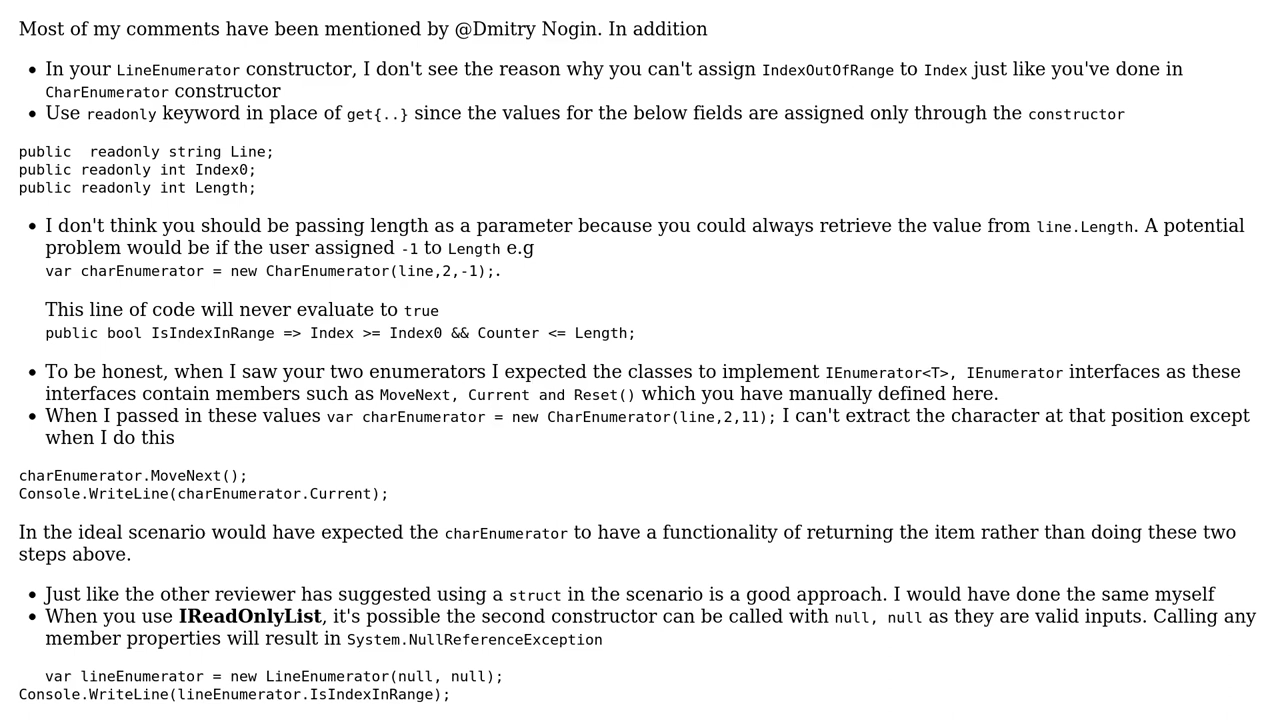 Most of my comments have been mentioned by @Dmitry Nogin. In addition
• In your LineEnumerator constructor, I don't see the reason why you can't assign IndexOutOfRange to Index just like you've done in
CharEnumerator constructor
• Use readonly keyword in place of get{..} since the values for the below fields are assigned only through the constructor
public  readonly string Line;
public readonly int Index0;
public readonly int Length;
• I don't think you should be passing length as a parameter because you could always retrieve the value from line.Length. A potential
problem would be if the user assigned -1 to Length e.g
var charEnumerator = new CharEnumerator(line,2,-1);.
This line of code will never evaluate to true
public bool IsIndexInRange => Index >= Index0 && Counter <= Length;
• To be honest, when I saw your two enumerators I expected the classes to implement IEnumerator<T>, IEnumerator interfaces as these
interfaces contain members such as MoveNext, Current and Reset() which you have manually defined here.
• When I passed in these values var charEnumerator = new CharEnumerator(line,2,11); I can't extract the character at that position except
when I do this
charEnumerator.MoveNext();
Console.WriteLine(charEnumerator.Current);
In the ideal scenario would have expected the charEnumerator to have a functionality of returning the item rather than doing these two
steps above.
• Just like the other reviewer has suggested using a struct in the scenario is a good approach. I would have done the same myself
• When you use IReadOnlyList, it's possible the second constructor can be called with null, null as they are valid inputs. Calling any
member properties will result in System.NullReferenceException
var lineEnumerator = new LineEnumerator(null, null);
Console.WriteLine(lineEnumerator.IsIndexInRange);